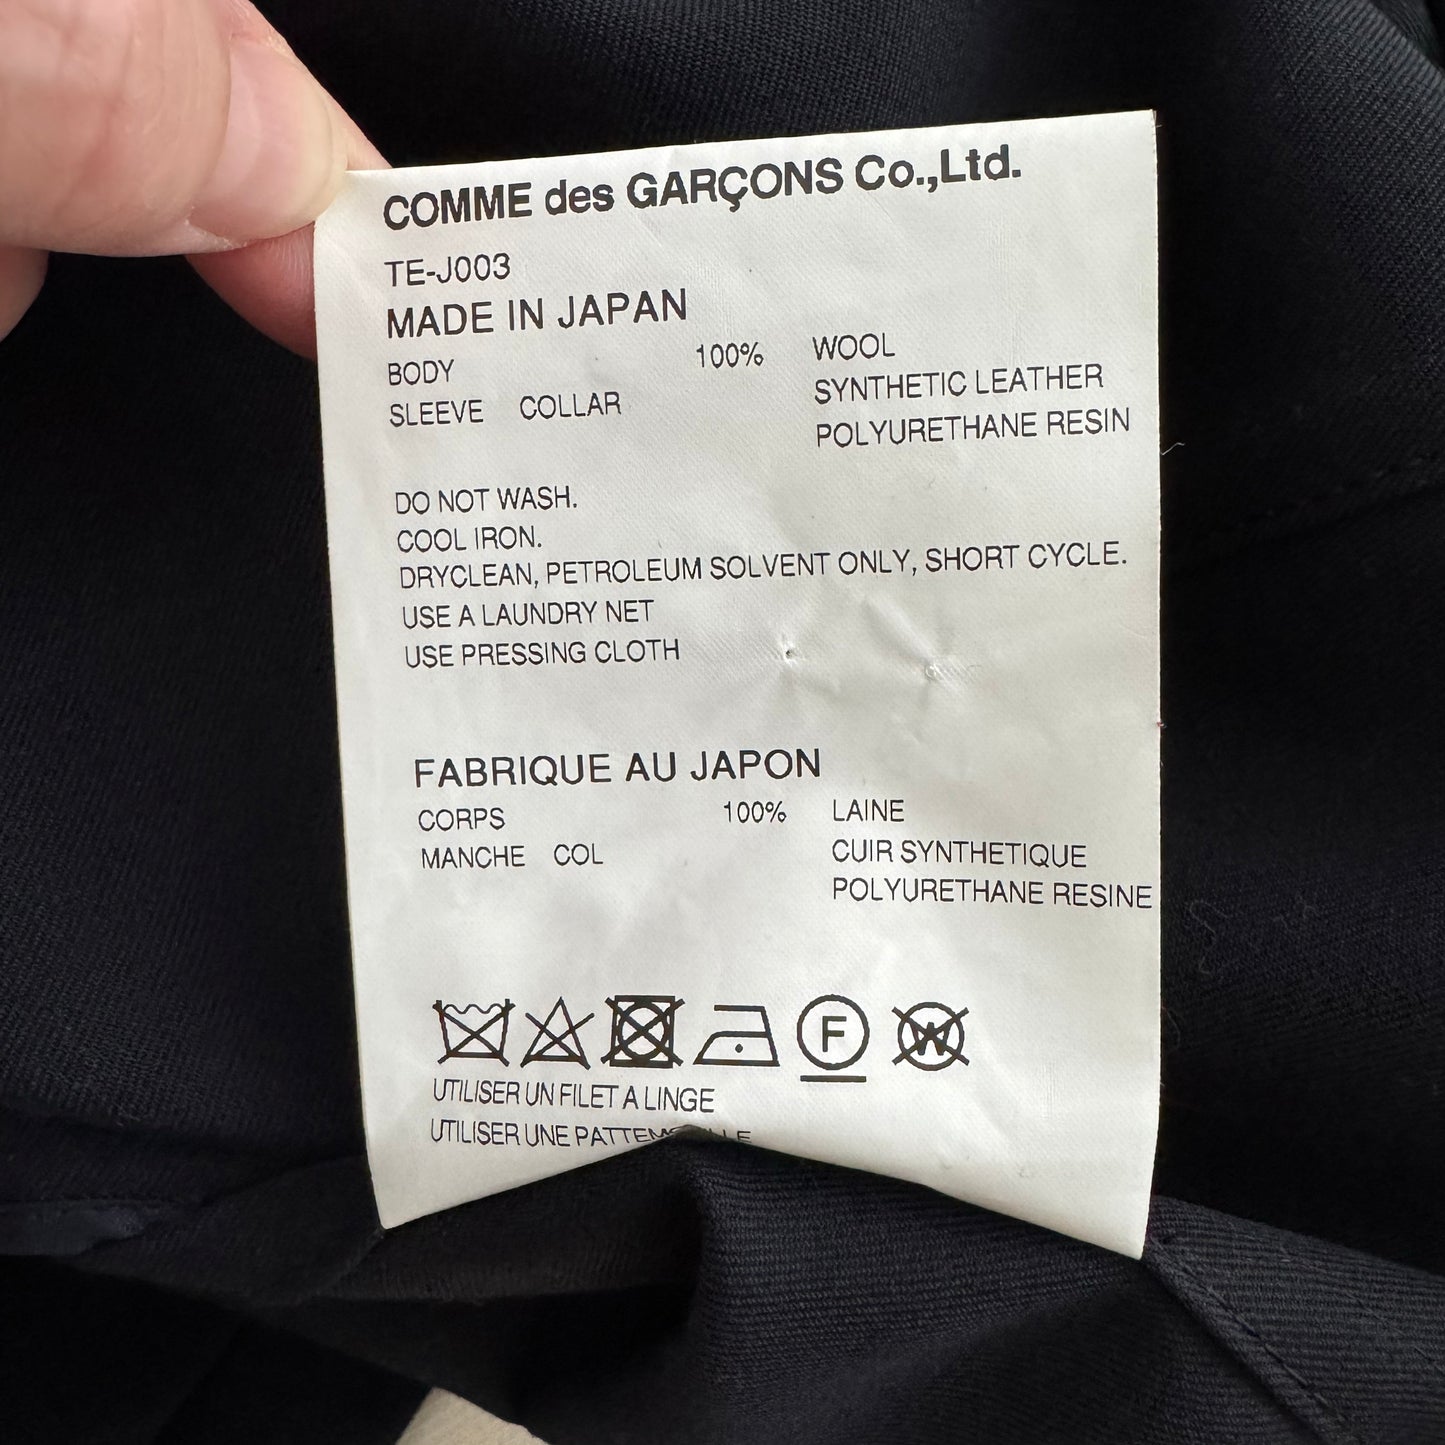 COMME des GARÇONS Co.,Ltd.
TE-J003
MADE IN JAPAN
BODY 100% WOOL
SLEEVE COLLAR SYNTHETIC LEATHER
POLYURETHANE RESIN
DO NOT WASH.
COOL IRON.
DRYCLEAN, PETROLEUM SOLVENT ONLY, SHORT CYCLE.
USE A LAUNDRY NET
USE PRESSING CLOTH
FABRIQUE AU JAPON
CORPS 100% LAINE
MANCHE COL CUIR SYNTHETIQUE
POLYURETHANE RESINE
F W
UTILISER UN FILET A LINGE
UTILISER UNE